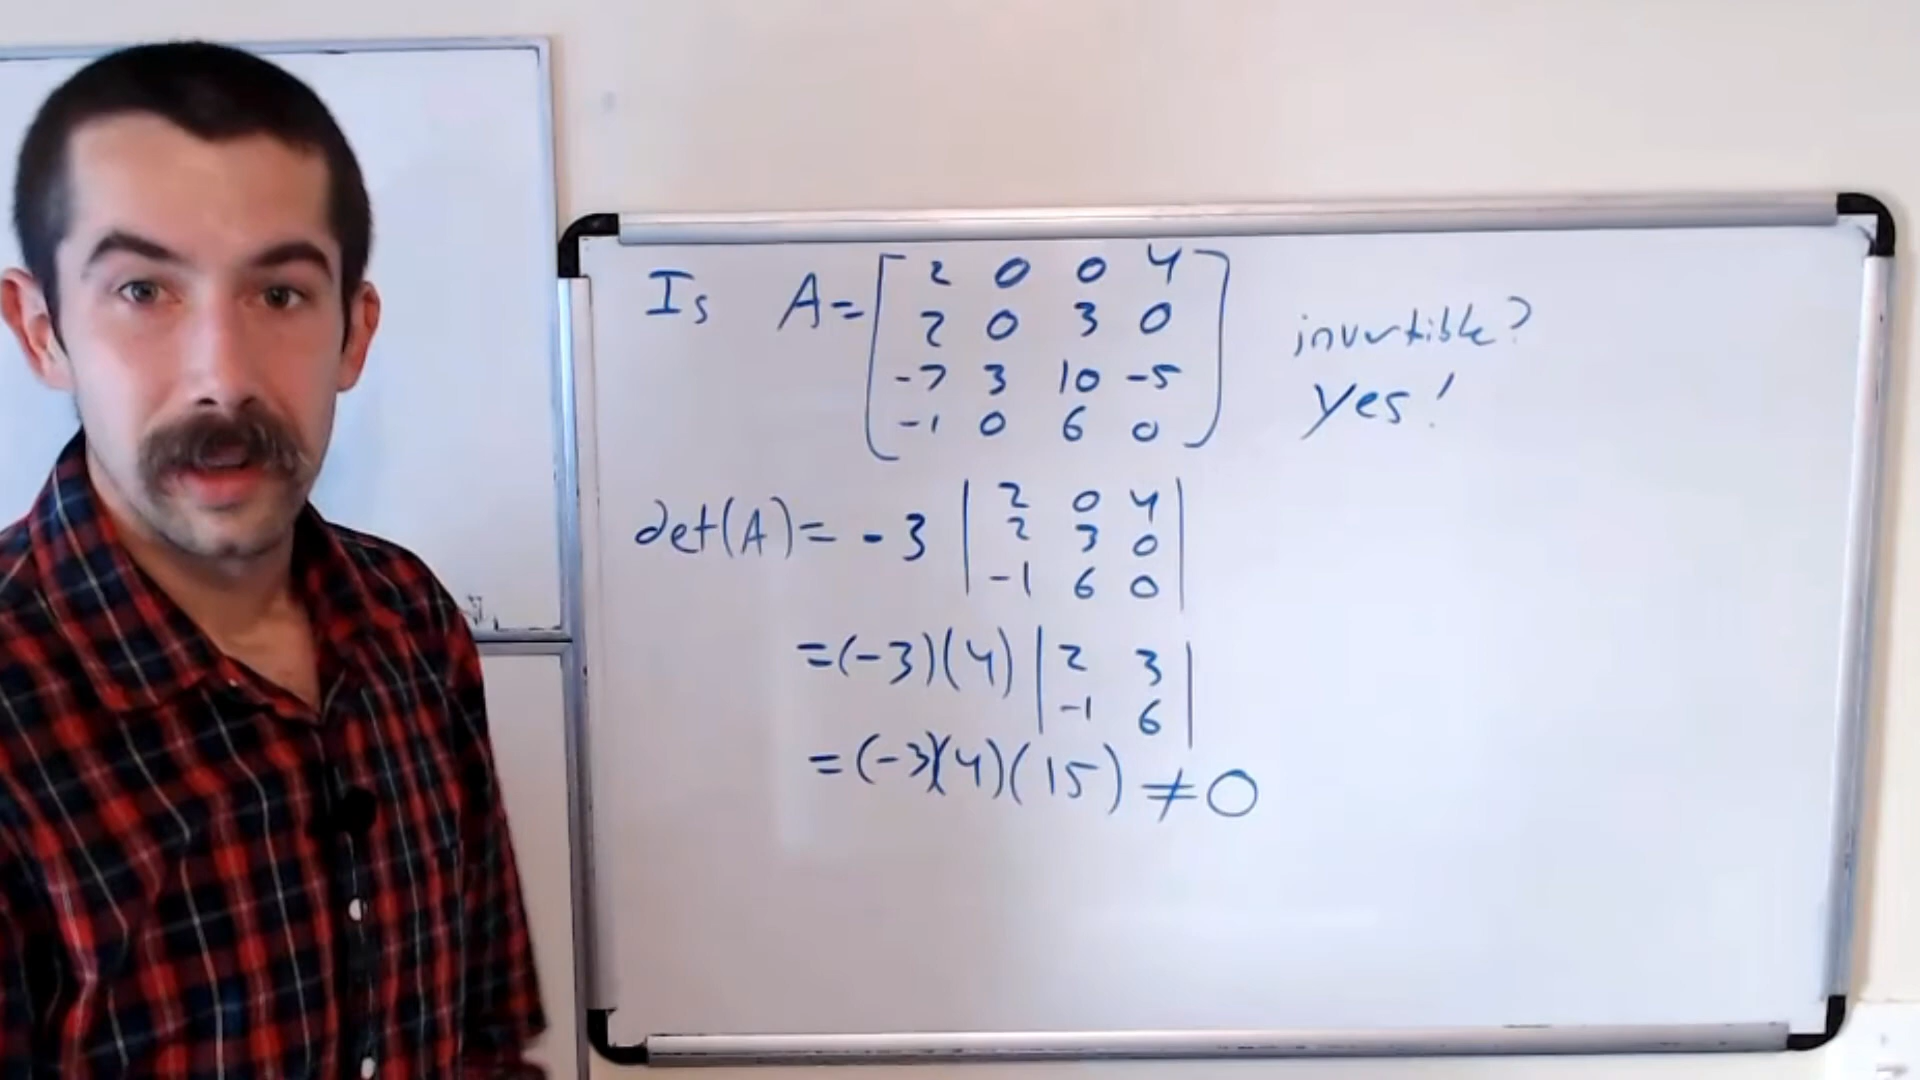 Is A= [ 2 0 0 4
2 0 3 0
-7 3 10 -5
-1 0 6 0 ]
invertible?
yes!
det(A)= -3 | 2 0 4
2 3 0
-1 6 0 |
=(-3)(4) | 2 3
-1 6 |
=(-3)(4)(15) ≠0